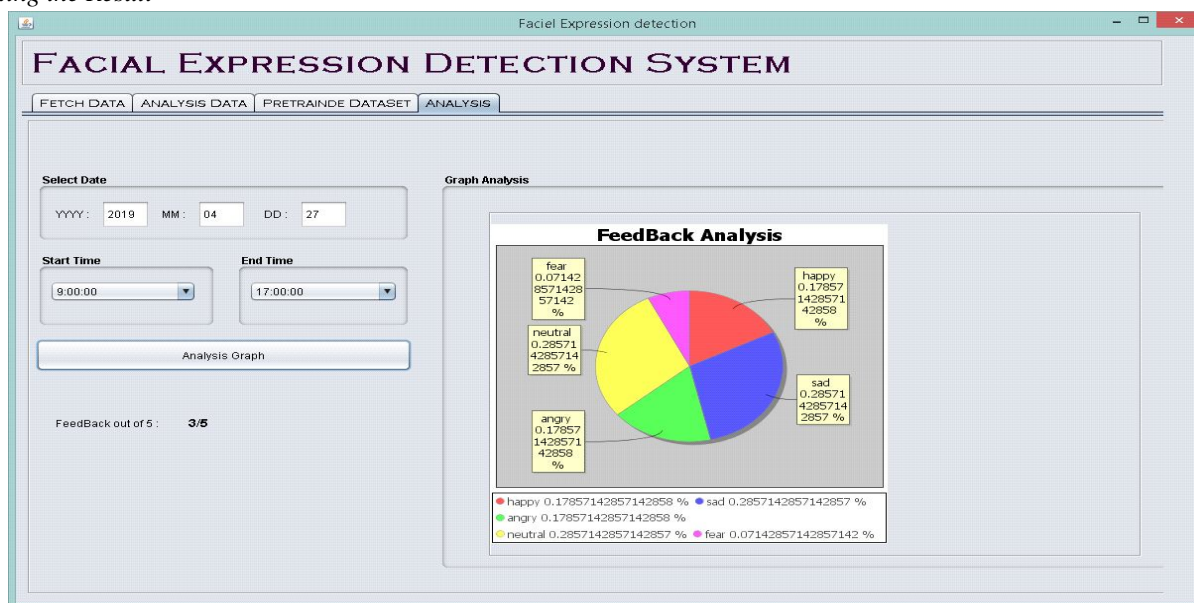 Faciel Expression detection
FACIAL EXPRESSION DETECTION SYSTEM
FETCH DATA ANALYSIS DATA PRETRAINDE DATASET ANALYSIS
Select Date
YYYY : 2019 MM : 04 DD : 27
Start Time End Time
9:00:00 17:00:00
Analysis Graph
FeedBack out of 5 : 3/5
Graph Analysis
FeedBack Analysis
fear
0.07142
8571428
57142
%
happy
0.17857
1428571
42858
%
neutral
0.28571
4285714
2857 %
sad
0.28571
4285714
2857 %
angry
0.17857
1428571
42858
%
happy 0.17857142857142858 % sad 0.2857142857142857 %
angry 0.17857142857142858 %
neutral 0.2857142857142857 % fear 0.07142857142857142 %